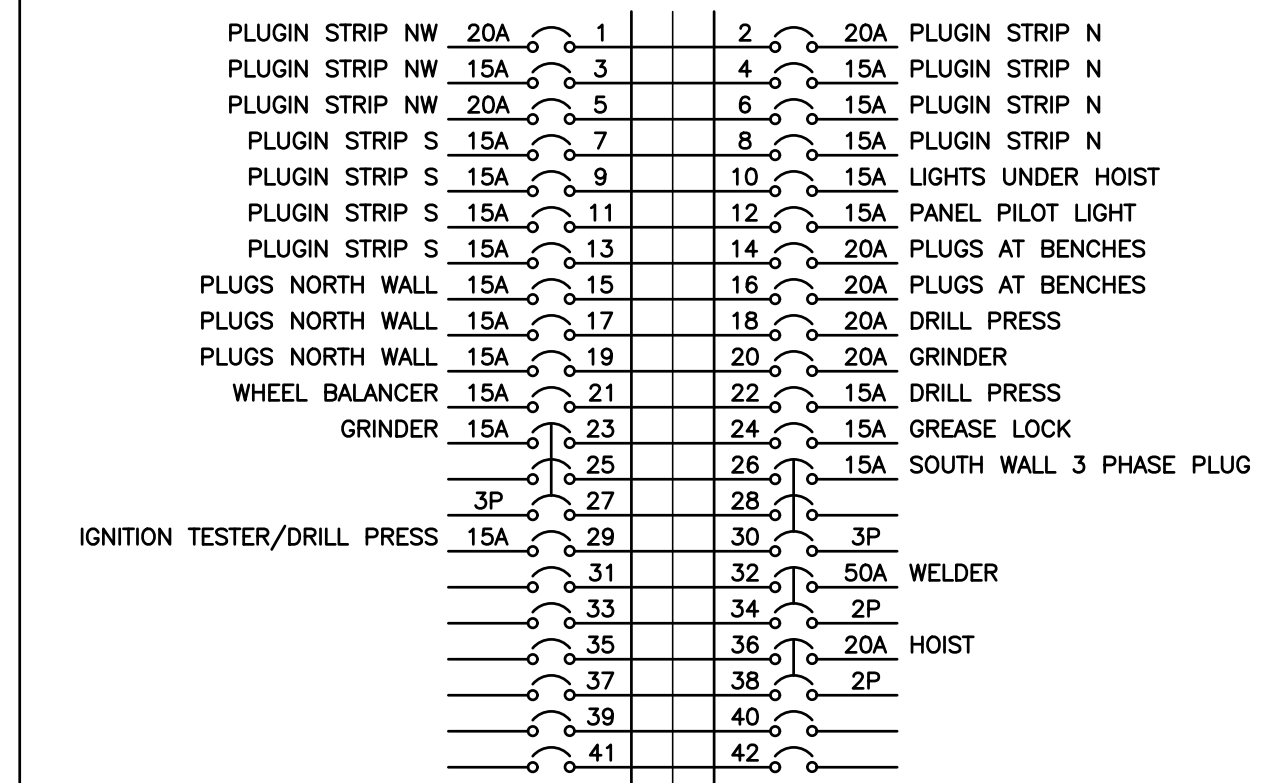 PLUGIN STRIP NW 20A 1 2 20A PLUGIN STRIP N
PLUGIN STRIP NW 15A 3 4 15A PLUGIN STRIP N
PLUGIN STRIP NW 20A 5 6 15A PLUGIN STRIP N
PLUGIN STRIP S 15A 7 8 15A PLUGIN STRIP N
PLUGIN STRIP S 15A 9 10 15A LIGHTS UNDER HOIST
PLUGIN STRIP S 15A 11 12 15A PANEL PILOT LIGHT
PLUGIN STRIP S 15A 13 14 20A PLUGS AT BENCHES
PLUGS NORTH WALL 15A 15 16 20A PLUGS AT BENCHES
PLUGS NORTH WALL 15A 17 18 20A DRILL PRESS
PLUGS NORTH WALL 15A 19 20 20A GRINDER
WHEEL BALANCER 15A 21 22 15A DRILL PRESS
GRINDER 15A 23 24 15A GREASE LOCK
25 26 15A SOUTH WALL 3 PHASE PLUG
3P 27 28
IGNITION TESTER/DRILL PRESS 15A 29 30 3P
31 32 50A WELDER
33 34 2P
35 36 20A HOIST
37 38 2P
39 40
41 42